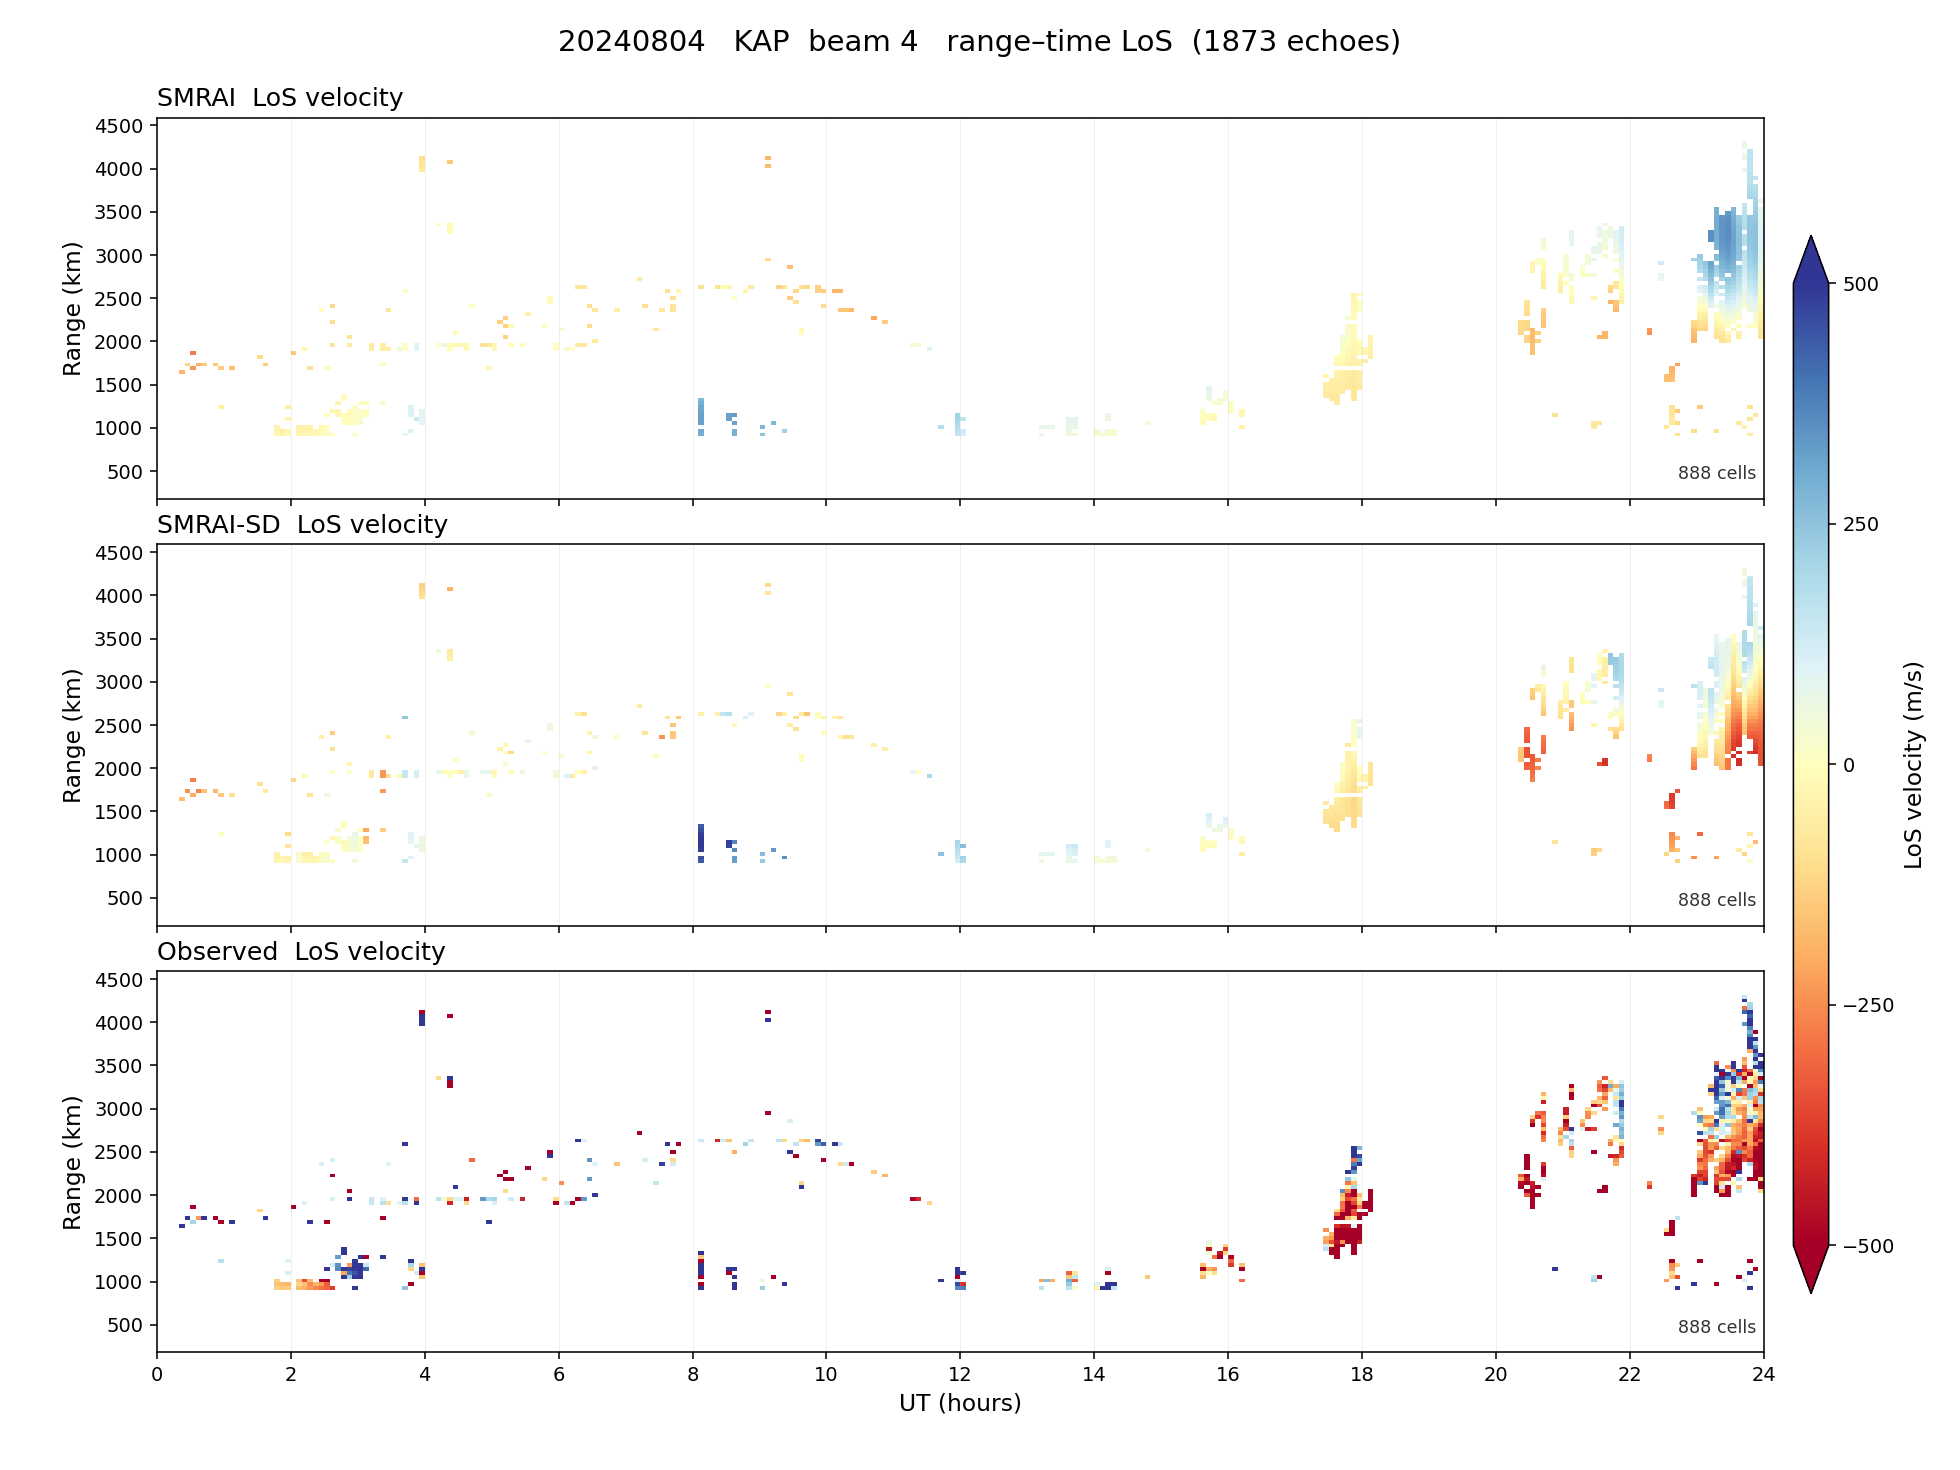 20240804   KAP  beam 4   range–time LoS  (1873 echoes)
SMRAI  LoS velocity
4500
4000
3500
3000
2500
2000
1500
1000
500
Range (km)
888 cells
SMRAI-SD  LoS velocity
4500
4000
3500
3000
2500
2000
1500
1000
500
Range (km)
888 cells
Observed  LoS velocity
4500
4000
3500
3000
2500
2000
1500
1000
500
Range (km)
888 cells
0 2 4 6 8 10 12 14 16 18 20 22 24
UT (hours)
500
250
0
−250
−500
LoS velocity (m/s)